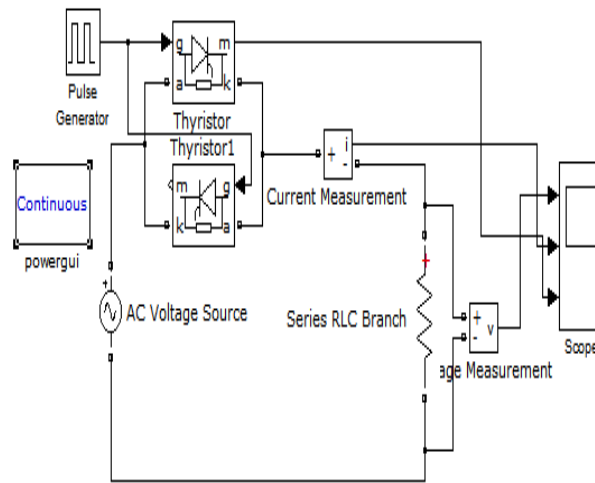 g m
a k
Pulse
Generator
Thyristor
Thyristor1
m g
k a
+ i
-
Current Measurement
Continuous
powergui
+
AC Voltage Source
+
Series RLC Branch
+ v
-
age Measurement
Scope